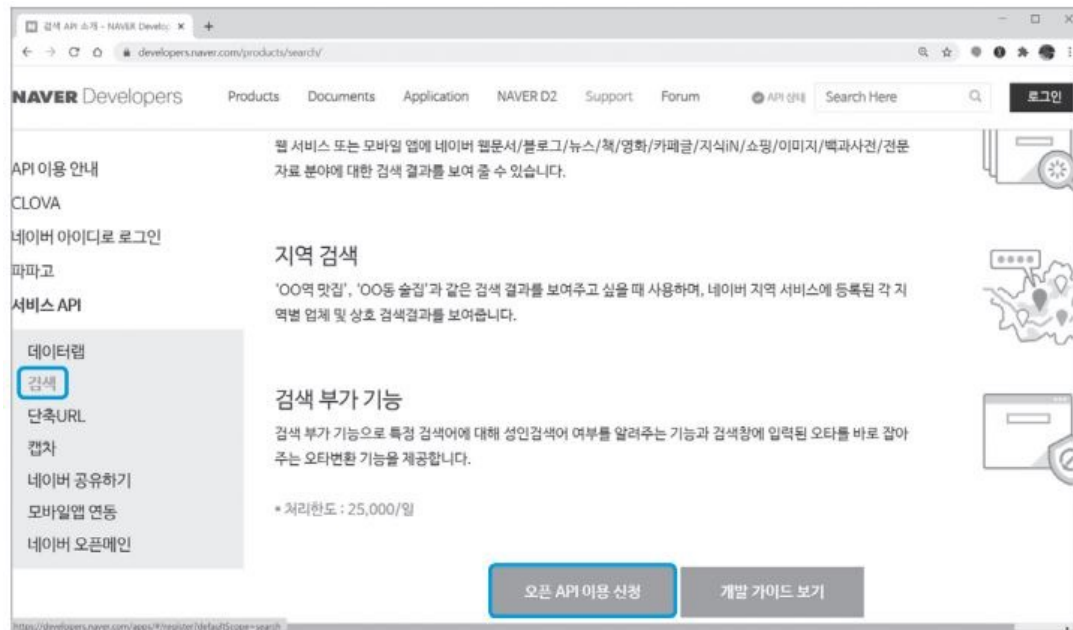 검색 API 소개 - NAVER Develop
developers.naver.com/products/search/
NAVER Developers
Products Documents Application NAVER D2 Support Forum
API 상태
Search Here
로그인
API 이용 안내
CLOVA
네이버 아이디로 로그인
파파고
서비스 API
데이터랩
검색
단축URL
캡차
네이버 공유하기
모바일앱 연동
네이버 오픈메인
웹 서비스 또는 모바일 앱에 네이버 웹문서/블로그/뉴스/책/영화/카페글/지식iN/쇼핑/이미지/백과사전/전문
자료 분야에 대한 검색 결과를 보여 줄 수 있습니다.
지역 검색
'OO역 맛집', 'OO동 술집'과 같은 검색 결과를 보여주고 싶을 때 사용하며, 네이버 지역 서비스에 등록된 각 지
역별 업체 및 상호 검색결과를 보여줍니다.
검색 부가 기능
검색 부가 기능으로 특정 검색어에 대해 성인검색어 여부를 알려주는 기능과 검색창에 입력된 오타를 바로 잡아
주는 오타변환 기능을 제공합니다.
• 처리한도 : 25,000/일
오픈 API 이용 신청
개발 가이드 보기
https://developers.naver.com/apps/#/register?defaultScope=search